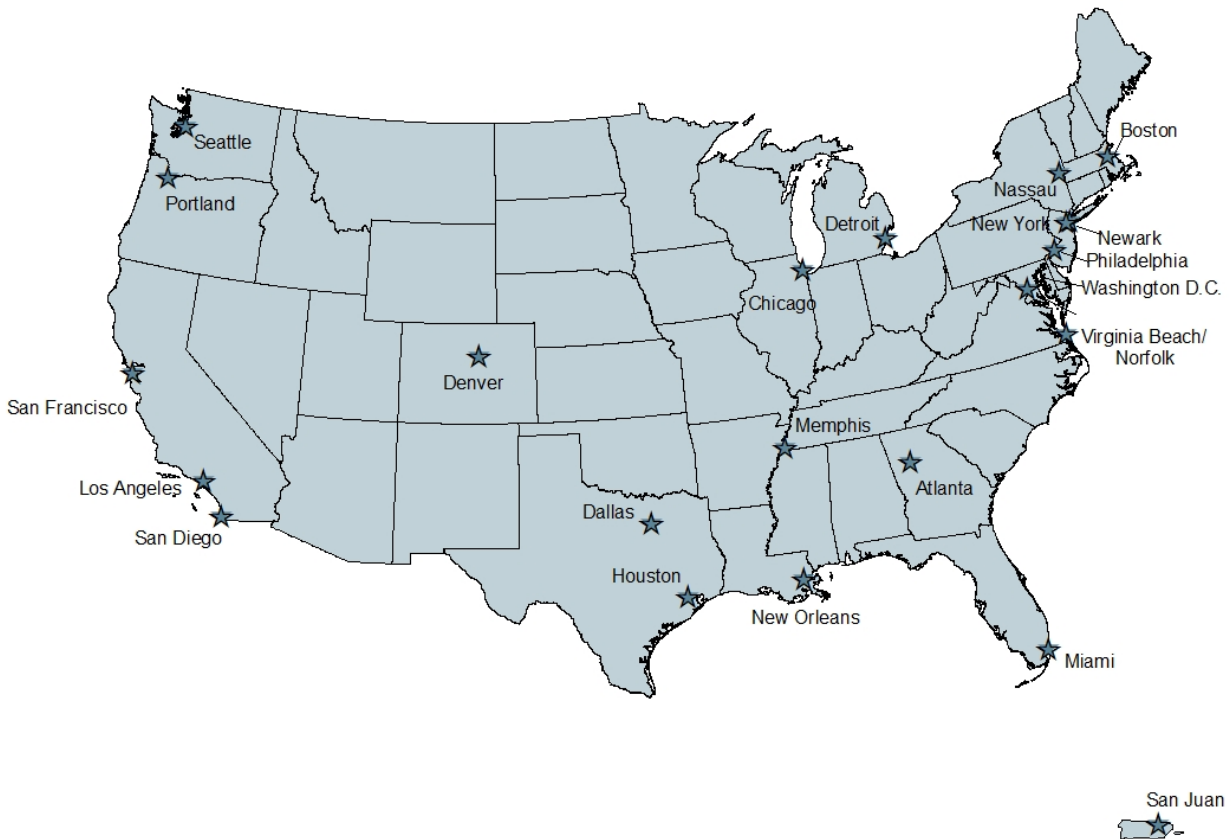 Boston
Seattle
Nassau
Portland
Detroit
New York
Newark
Philadelphia
Washington D.C.
Chicago
Virginia Beach/
Norfolk
Denver
San Francisco
Memphis
Los Angeles
Atlanta
Dallas
San Diego
Houston
New Orleans
Miami
San Juan